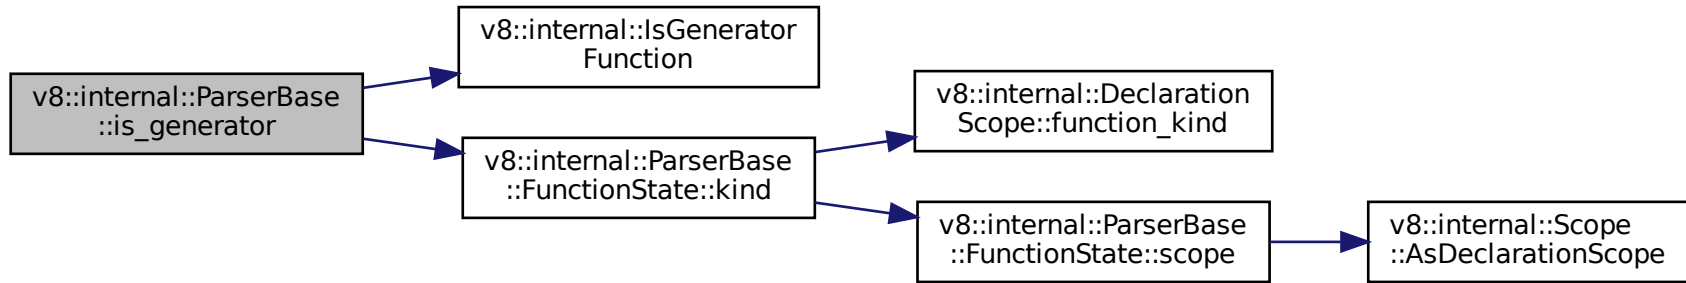 v8::internal::ParserBase
::is_generator
v8::internal::IsGenerator
Function
v8::internal::ParserBase
::FunctionState::kind
v8::internal::Declaration
Scope::function_kind
v8::internal::ParserBase
::FunctionState::scope
v8::internal::Scope
::AsDeclarationScope